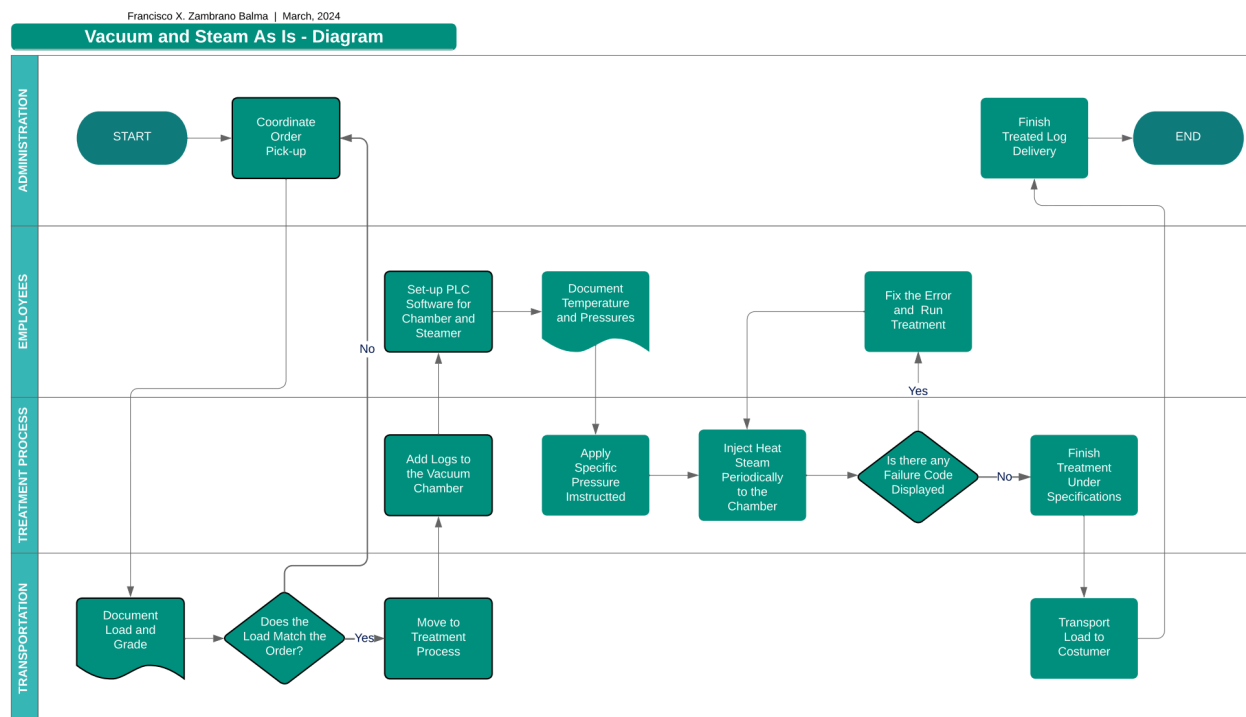 Francisco X. Zambrano Balma | March, 2024
Vacuum and Steam As Is - Diagram
ADMINISTRATION
START
Coordinate
Order
Pick-up
Finish
Treated Log
Delivery
END
EMPLOYEES
Set-up PLC
Software for
Chamber and
Steamer
Document
Temperature
and Pressures
Fix the Error
and Run
Treatment
No
Yes
TREATMENT PROCESS
Add Logs to
the Vacuum
Chamber
Apply
Specific
Pressure
Imstructted
Inject Heat
Steam
Periodically
to the
Chamber
Is there any
Failure Code
Displayed
No
Finish
Treatment
Under
Specifications
TRANSPORTATION
Document
Load and
Grade
Does the
Load Match the
Order?
Yes
Move to
Treatment
Process
Transport
Load to
Costumer